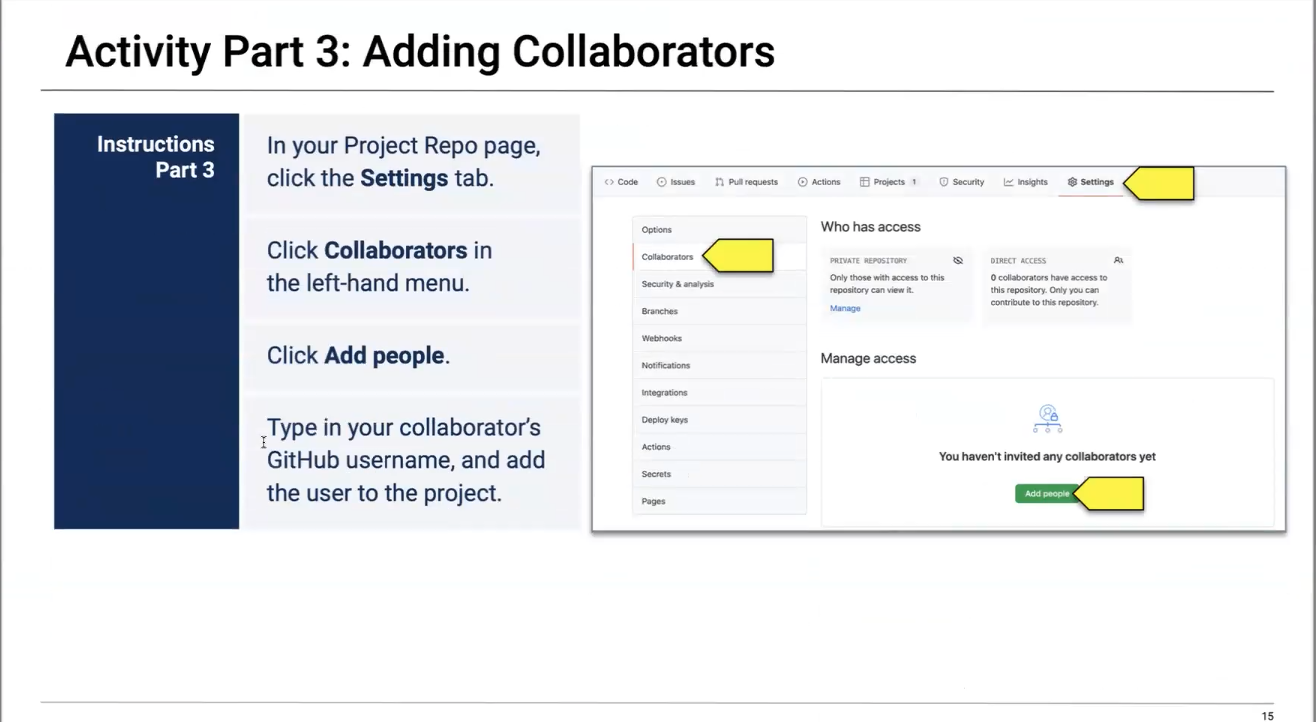 Activity Part 3: Adding Collaborators
Instructions
Part 3
In your Project Repo page,
click the Settings tab.
Click Collaborators in
the left-hand menu.
Click Add people.
Type in your collaborator's
GitHub username, and add
the user to the project.
Code Issues Pull requests Actions Projects 1 Security Insights Settings
Options
Collaborators
Security & analysis
Branches
Webhooks
Notifications
Integrations
Deploy keys
Actions
Secrets
Pages
Who has access
PRIVATE REPOSITORY
Only those with access to this
repository can view it.
Manage
DIRECT ACCESS
0 collaborators have access to
this repository. Only you can
contribute to this repository.
Manage access
You haven't invited any collaborators yet
Add people
15